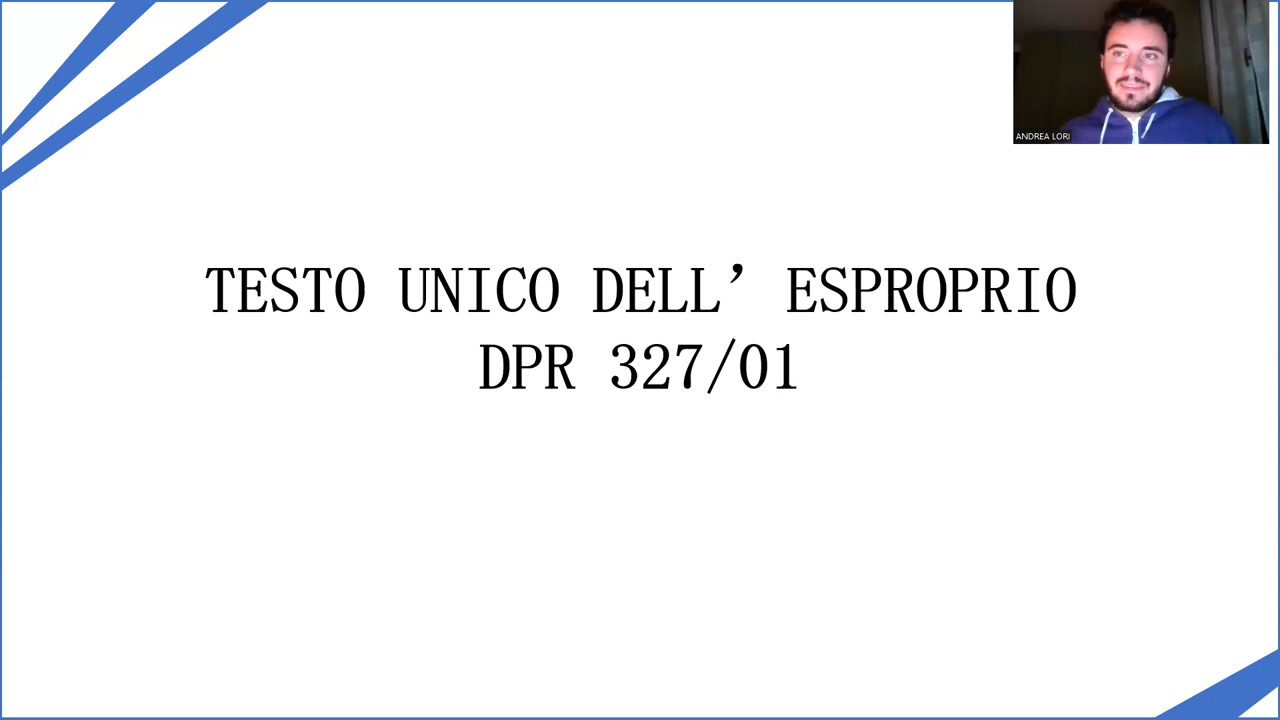 ANDREA LORI
TESTO UNICO DELL’ ESPROPRIO
DPR 327/01